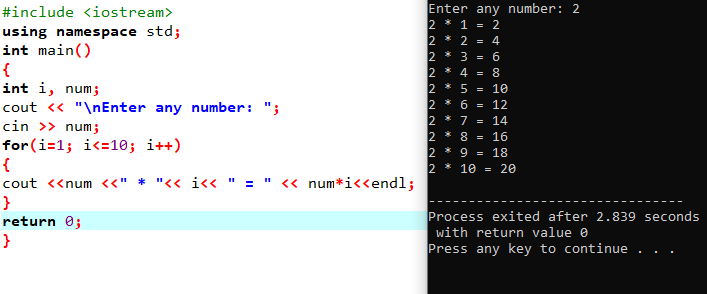 #include <iostream>
using namespace std;
int main()
{
int i, num;
cout << "\nEnter any number: ";
cin >> num;
for(i=1; i<=10; i++)
{
cout <<num <<" * "<< i<< " = " << num*i<<endl;
}
return 0;
}
Enter any number: 2
2 * 1 = 2
2 * 2 = 4
2 * 3 = 6
2 * 4 = 8
2 * 5 = 10
2 * 6 = 12
2 * 7 = 14
2 * 8 = 16
2 * 9 = 18
2 * 10 = 20
--------------------------------
Process exited after 2.839 seconds
with return value 0
Press any key to continue . . .